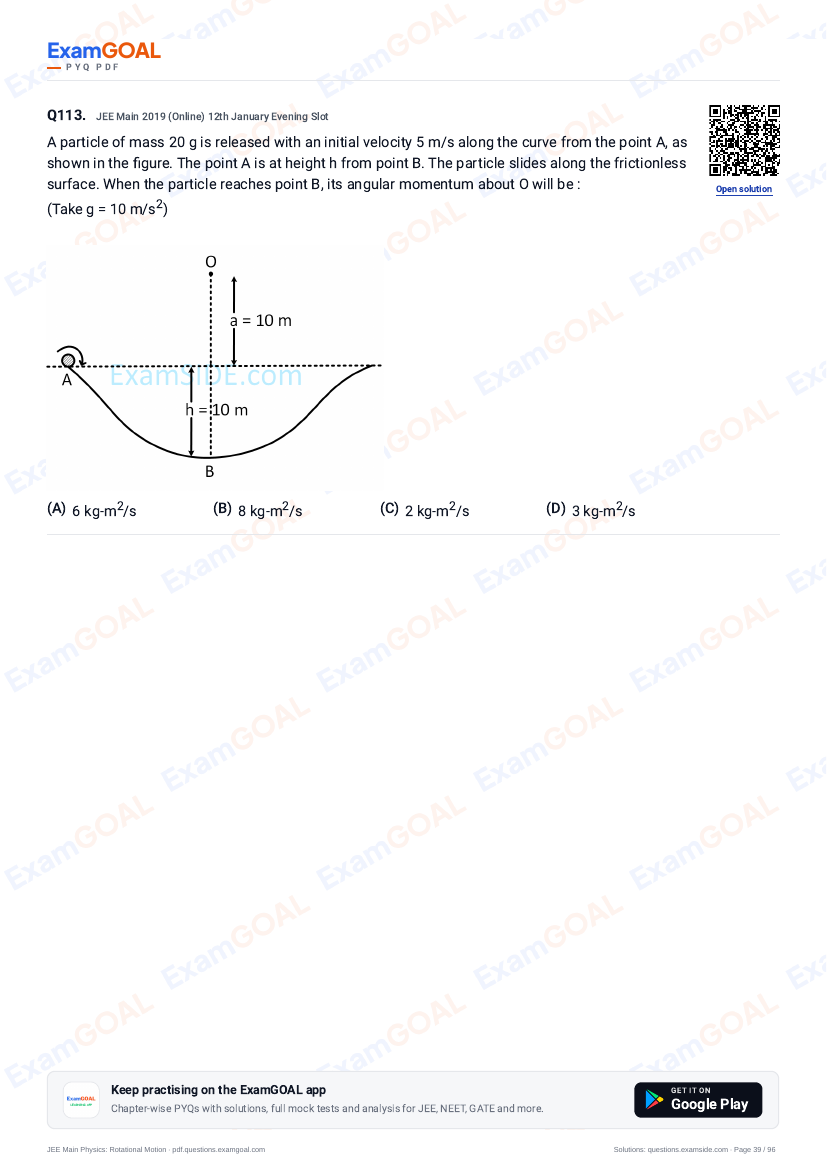 ExamGOAL
PYQ PDF
Q113. JEE Main 2019 (Online) 12th January Evening Slot
A particle of mass 20 g is released with an initial velocity 5 m/s along the curve from the point A, as
shown in the figure. The point A is at height h from point B. The particle slides along the frictionless
surface. When the particle reaches point B, its angular momentum about O will be :
(Take g = 10 m/s²)
Open solution
O
a = 10 m
A
ExamSIDE.com
h = 10 m
B
(A) 6 kg-m²/s (B) 8 kg-m²/s (C) 2 kg-m²/s (D) 3 kg-m²/s
Keep practising on the ExamGOAL app
Chapter-wise PYQs with solutions, full mock tests and analysis for JEE, NEET, GATE and more.
GET IT ON
Google Play
JEE Main Physics: Rotational Motion · pdf.questions.examgoal.com
Solutions: questions.examside.com · Page 39 / 96